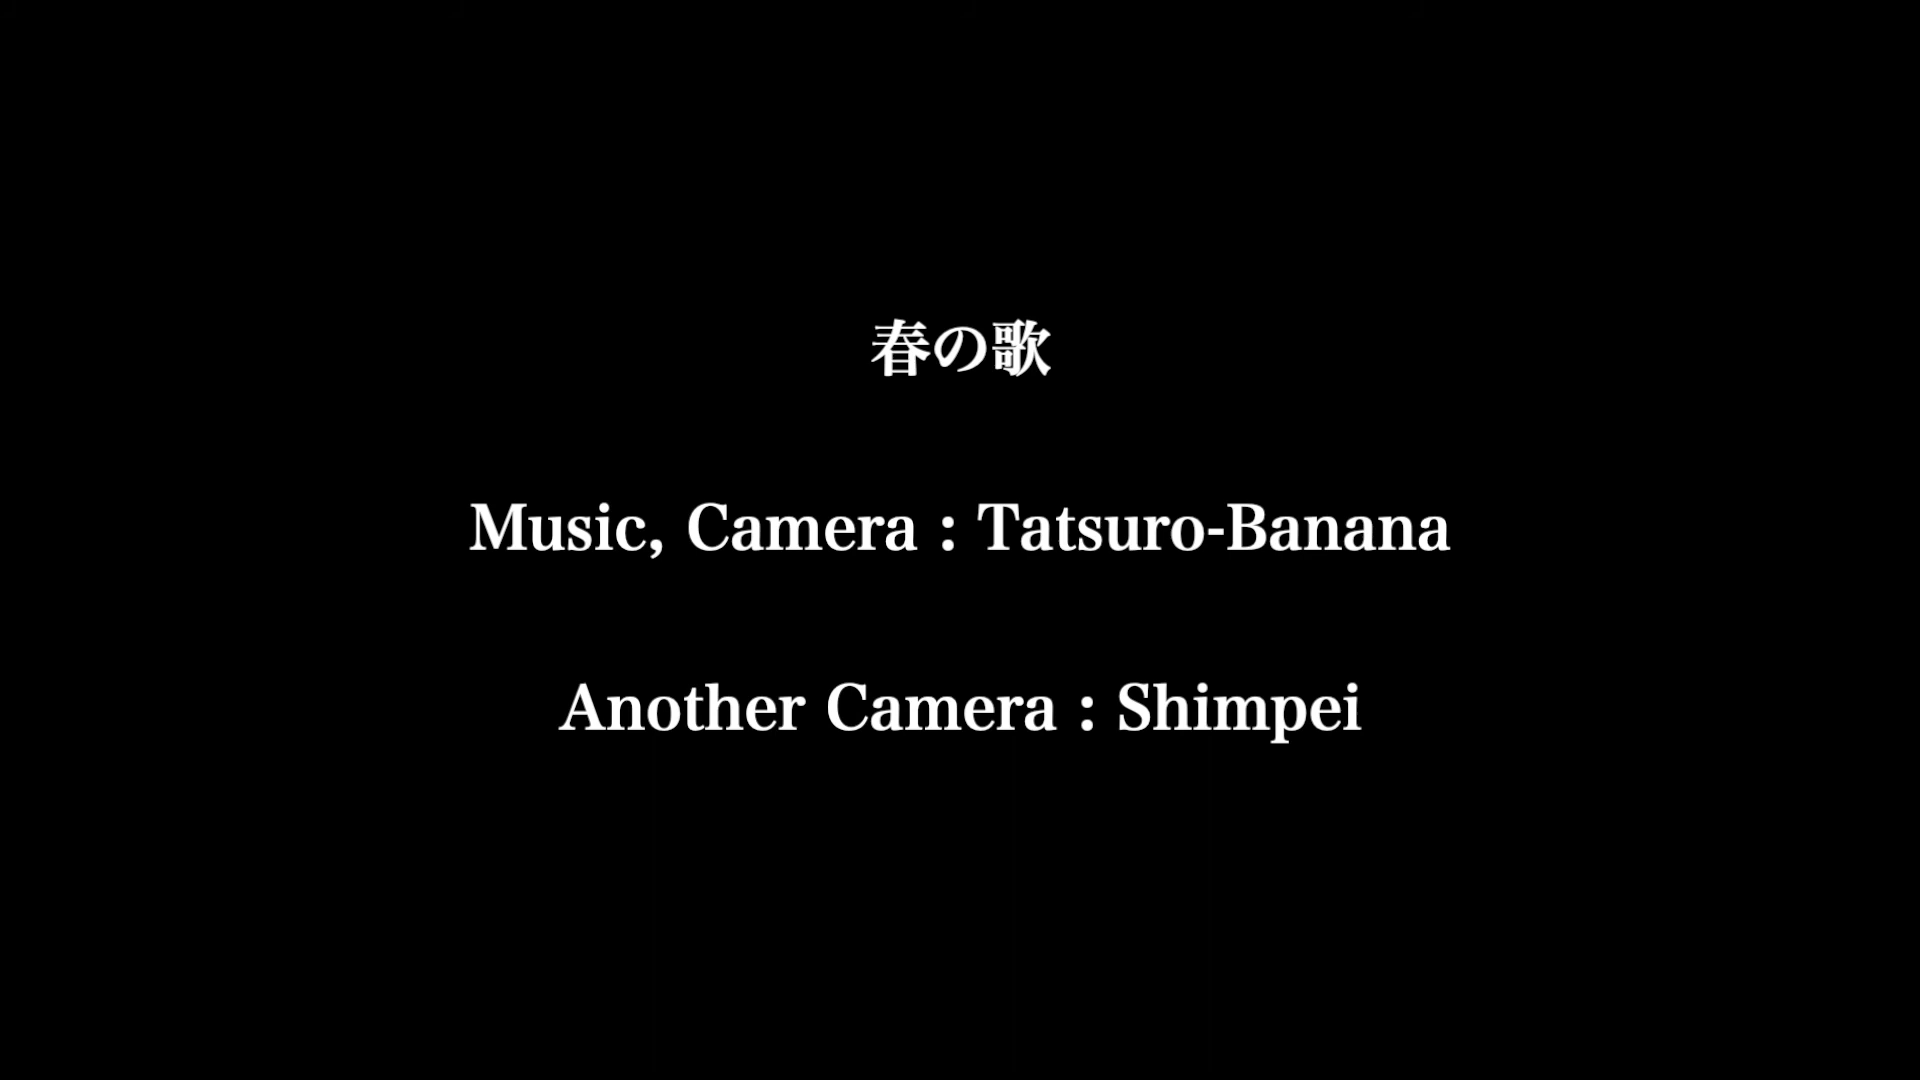 春の歌
Music, Camera : Tatsuro-Banana
Another Camera : Shimpei